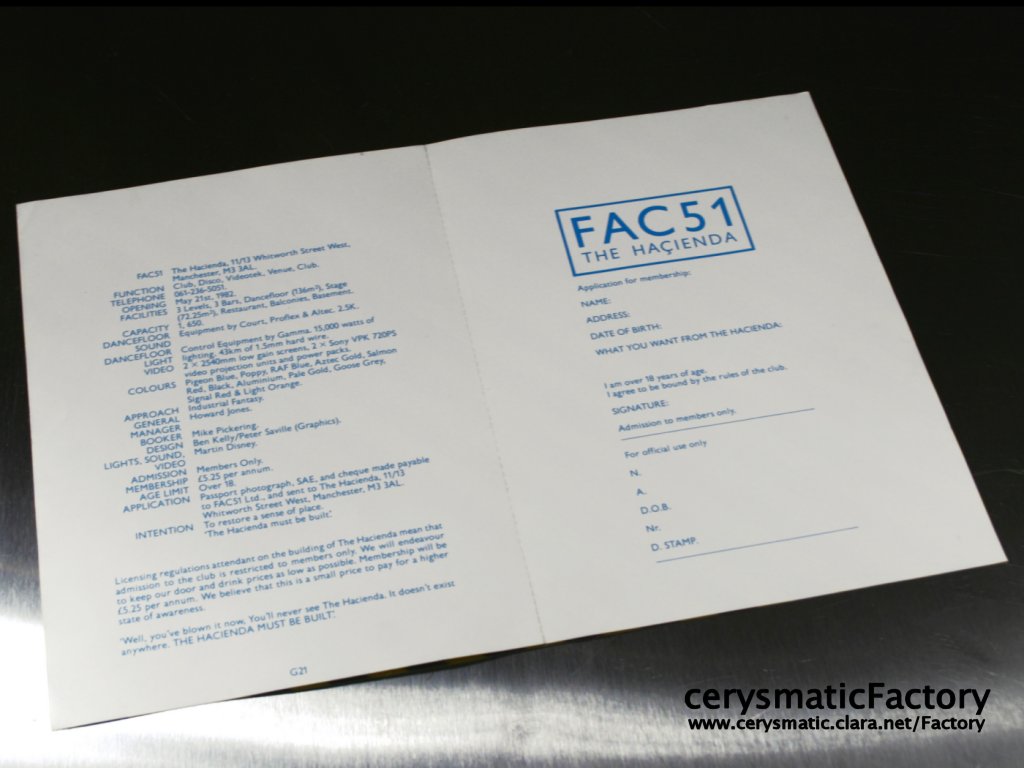 FAC51 The Hacienda, 11/13 Whitworth Street West,
Manchester, M3 3AL.
FUNCTION Club, Disco, Videotek, Venue, Club.
TELEPHONE 061-236-5051.
OPENING May 21st, 1982.
FACILITIES 3 Levels, 3 Bars, Dancefloor (136m²), Stage
(72.25m²), Restaurant, Balconies, Basement.
CAPACITY 1, 650.
DANCEFLOOR Equipment by Court, Proflex & Altec. 2.5K.
SOUND
DANCEFLOOR Control Equipment by Gamma. 15,000 watts of
LIGHT lighting. 43km of 1.5mm hard wire.
VIDEO 2 × 2540mm low gain screens, 2 × Sony VPK 720PS
video projection units and power packs.
COLOURS Pigeon Blue, Poppy, RAF Blue, Aztec Gold, Salmon
Red, Black, Aluminium, Pale Gold, Goose Grey,
Signal Red & Light Orange.
APPROACH Industrial Fantasy.
GENERAL Howard Jones.
MANAGER
BOOKER Mike Pickering.
DESIGN Ben Kelly/Peter Saville (Graphics).
LIGHTS, SOUND, Martin Disney.
VIDEO
ADMISSION Members Only.
MEMBERSHIP £5.25 per annum.
AGE LIMIT Over 18.
APPLICATION Passport photograph, SAE, and cheque made payable
to FAC51 Ltd., and sent to The Hacienda, 11/13
Whitworth Street West, Manchester, M3 3AL.
INTENTION To restore a sense of place.
'The Hacienda must be built'.
Licensing regulations attendant on the building of The Hacienda mean that
admission to the club is restricted to members only. We will endeavour
to keep our door and drink prices as low as possible. Membership will be
£5.25 per annum. We believe that this is a small price to pay for a higher
state of awareness.
'Well, you've blown it now, You'll never see The Hacienda. It doesn't exist
anywhere. THE HACIENDA MUST BE BUILT'.
G21
FAC51
THE HAÇIENDA
Application for membership:
NAME:
ADDRESS:
DATE OF BIRTH:
WHAT YOU WANT FROM THE HACIENDA:
I am over 18 years of age.
I agree to be bound by the rules of the club.
SIGNATURE:
Admission to members only.
For official use only
N.
A.
D.O.B.
Nr.
D. STAMP.
cerysmaticFactory
www.cerysmatic.clara.net/Factory